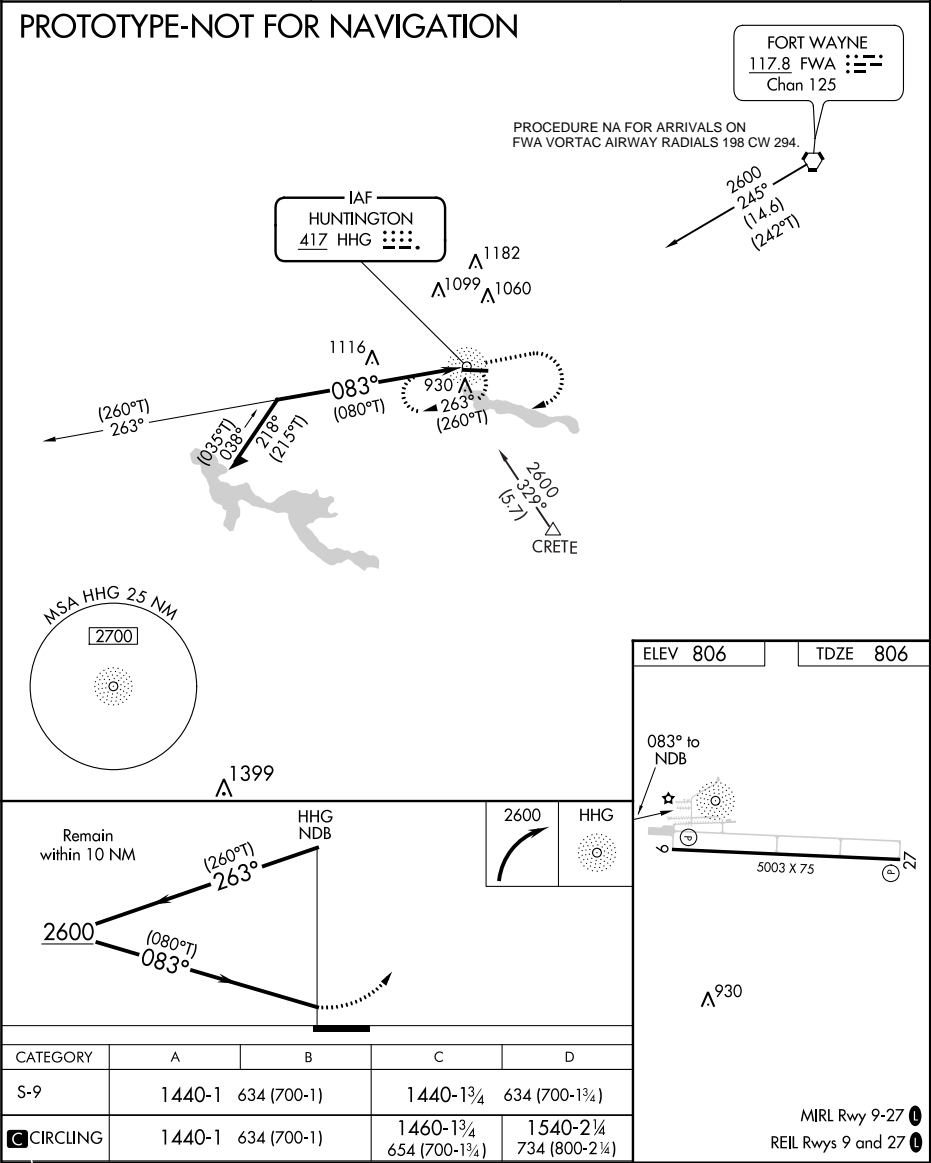 PROTOTYPE-NOT FOR NAVIGATION
FORT WAYNE
117.8 FWA
Chan 125
PROCEDURE NA FOR ARRIVALS ON
FWA VORTAC AIRWAY RADIALS 198 CW 294.
2600
245°
(14.6)
(242°T)
IAF
HUNTINGTON
417 HHG
1182
1099
1060
1116
083°
(080°T)
930
263°
(260°T)
(260°T)
263°
(035°T)
038°
218°
(215°T)
2600
329°
(5.7)
CRETE
MSA HHG 25 NM
2700
1399
ELEV 806
TDZE 806
083° to
NDB
P
9
5003 X 75
P
27
930
MIRL Rwy 9-27 L
REIL Rwys 9 and 27 L
Remain
within 10 NM
HHG
NDB
2600
HHG
(260°T)
263°
2600
(080°T)
083°
CATEGORY A B C D
S-9 1440-1 634 (700-1) 1440-1¾ 634 (700-1¾)
C CIRCLING 1440-1 634 (700-1) 1460-1¾ 654 (700-1¾) 1540-2¼ 734 (800-2¼)